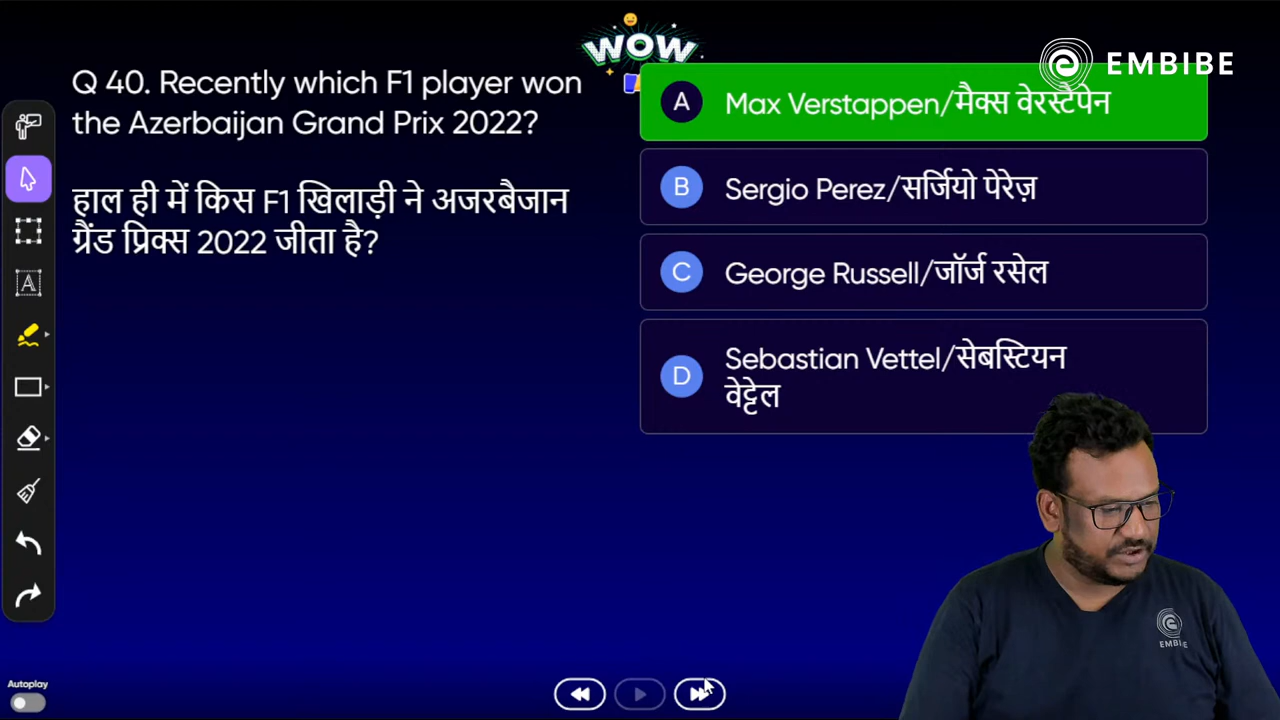 WOW
EMBIBE
Q 40. Recently which F1 player won
the Azerbaijan Grand Prix 2022?
हाल ही में किस F1 खिलाड़ी ने अजरबैजान
ग्रैंड प्रिक्स 2022 जीता है?
A Max Verstappen/मैक्स वेरस्टैपेन
B Sergio Perez/सर्जियो पेरेज़
C George Russell/जॉर्ज रसेल
D Sebastian Vettel/सेबस्टियन
वेट्टेल
A
EMBIBE
Autoplay